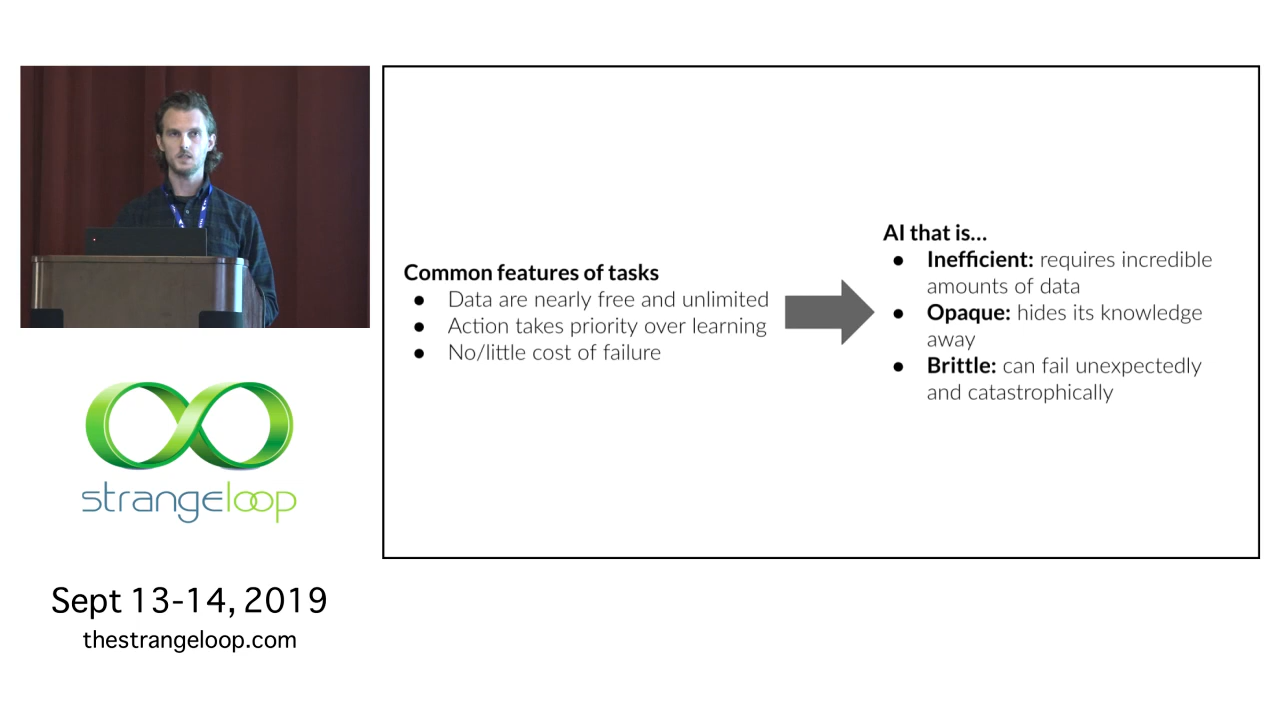 Common features of tasks
● Data are nearly free and unlimited
● Action takes priority over learning
● No/little cost of failure
AI that is...
● Inefficient: requires incredible
amounts of data
● Opaque: hides its knowledge
away
● Brittle: can fail unexpectedly
and catastrophically
strangeloop
Sept 13-14, 2019
thestrangeloop.com